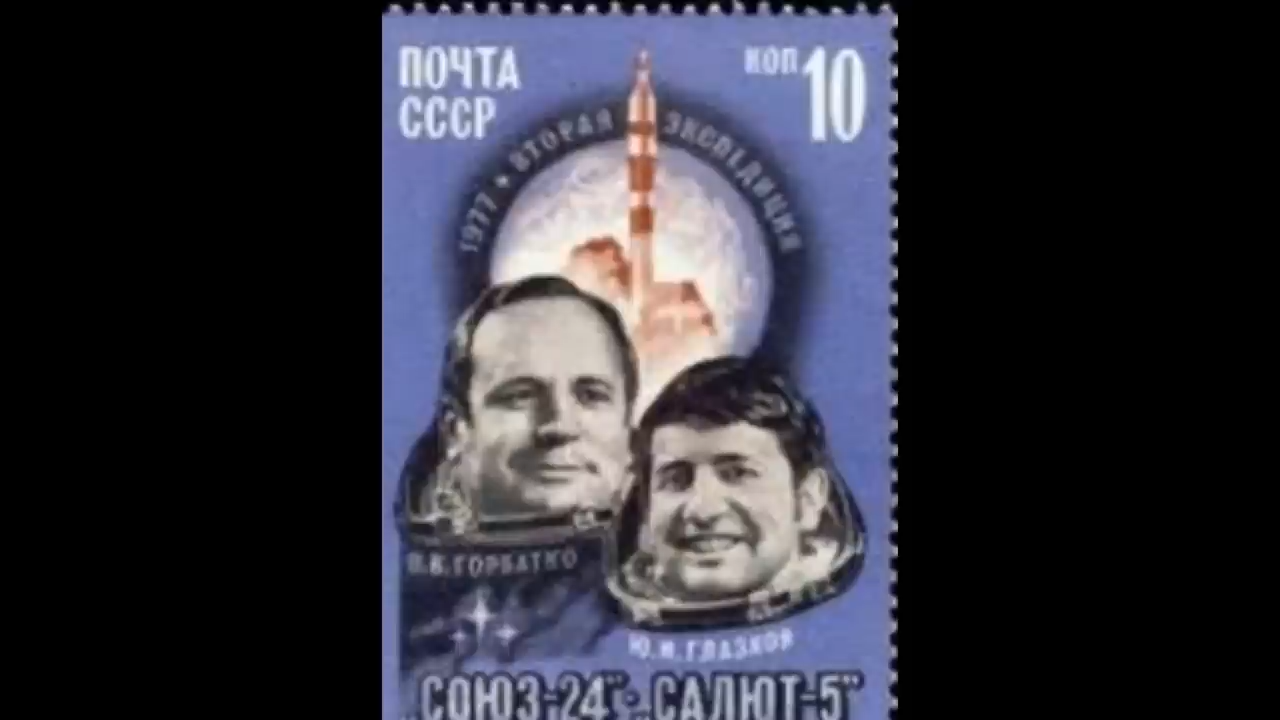 ПОЧТА
СССР
КОП 10
1977 • ВТОРАЯ ЭКСПЕДИЦИЯ
В.В.ГОРБАТКО
Ю.Н.ГЛАЗКОВ
„СОЮЗ-24"-„САЛЮТ-5"